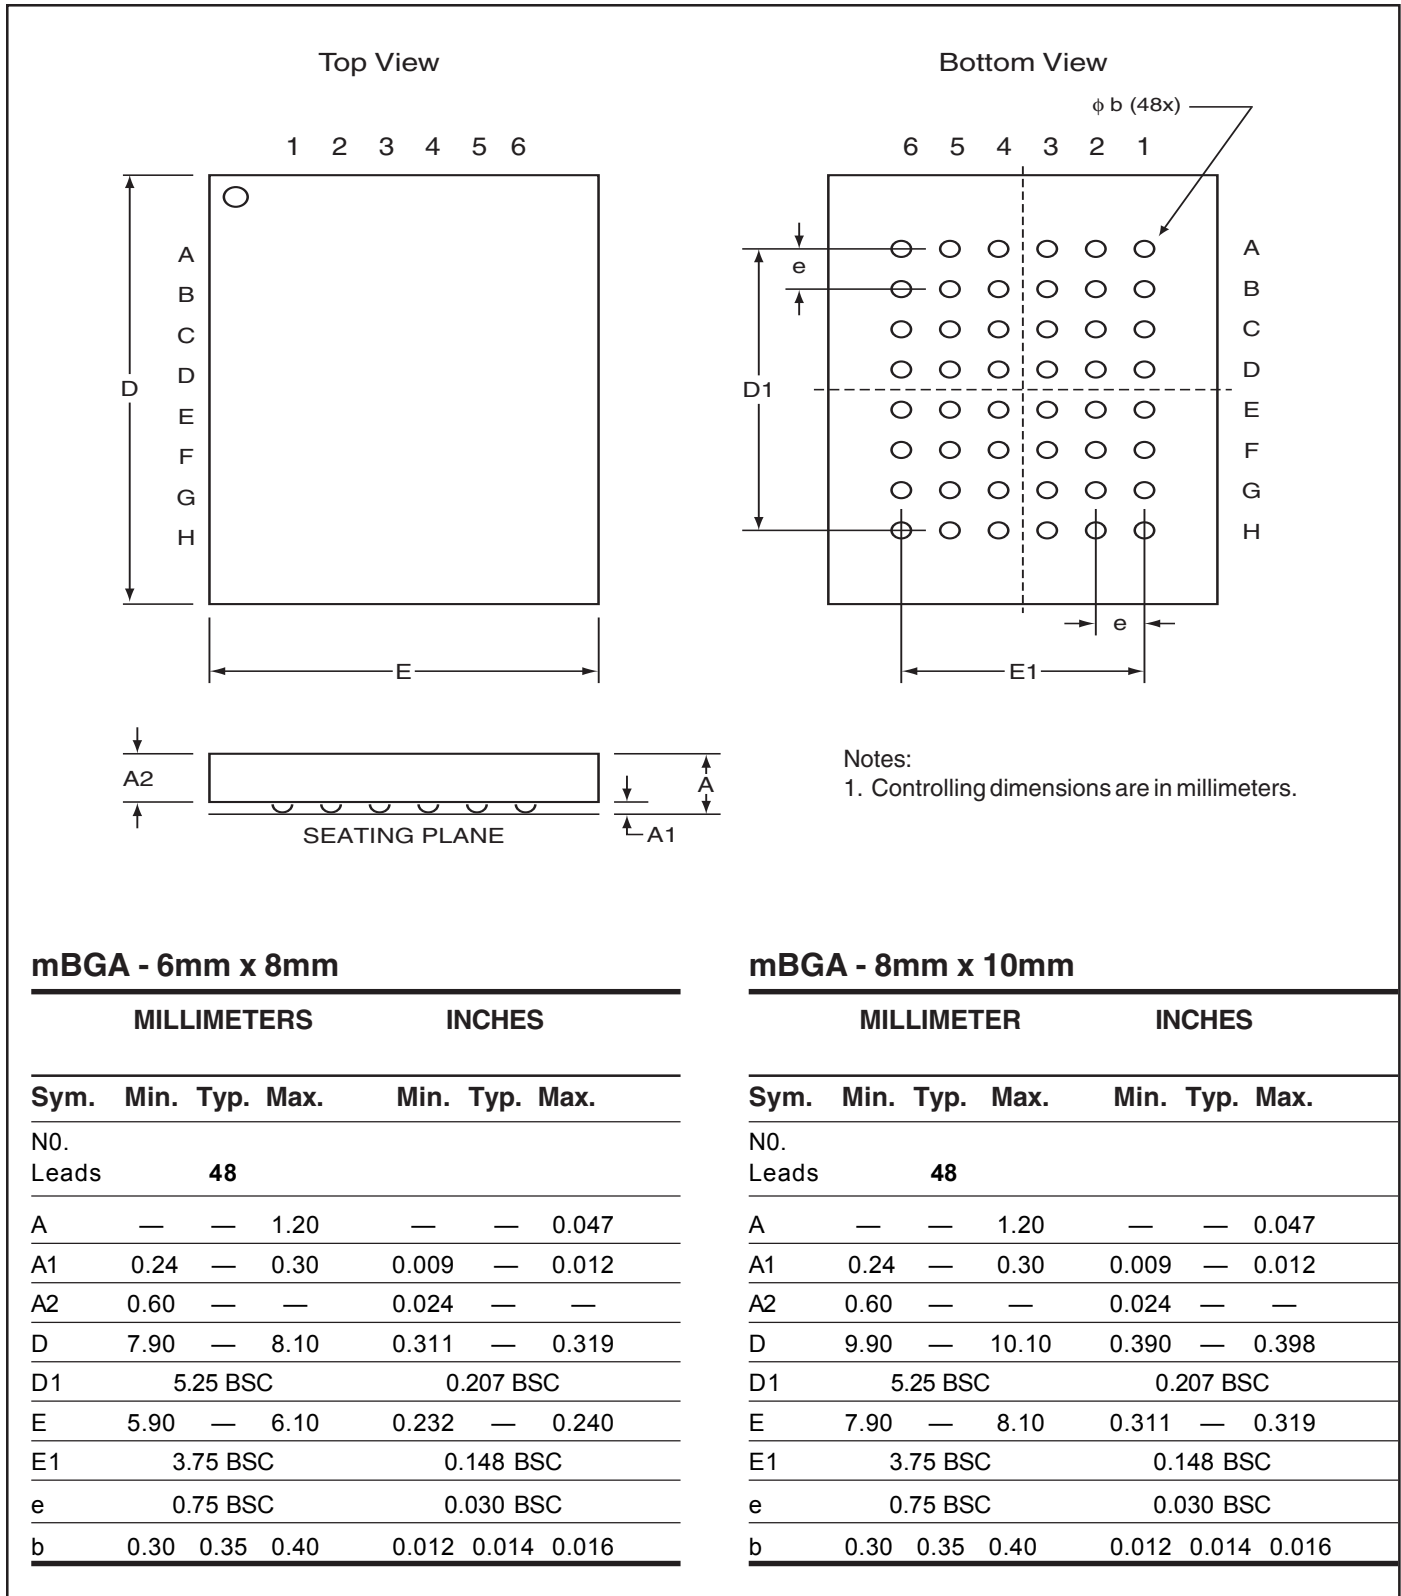 Top View
Bottom View
ϕ b (48x)
1 2 3 4 5 6
6 5 4 3 2 1
A
B
C
D
E
F
G
H
D
E
e
D1
A
B
C
D
E
F
G
H
e
E1
A2
A
A1
SEATING PLANE
Notes:
1. Controlling dimensions are in millimeters.
mBGA - 6mm x 8mm
MILLIMETERS INCHES
Sym. Min. Typ. Max. Min. Typ. Max.
N0.
Leads 48
A — — 1.20 — — 0.047
A1 0.24 — 0.30 0.009 — 0.012
A2 0.60 — — 0.024 — —
D 7.90 — 8.10 0.311 — 0.319
D1 5.25 BSC 0.207 BSC
E 5.90 — 6.10 0.232 — 0.240
E1 3.75 BSC 0.148 BSC
e 0.75 BSC 0.030 BSC
b 0.30 0.35 0.40 0.012 0.014 0.016
mBGA - 8mm x 10mm
MILLIMETER INCHES
Sym. Min. Typ. Max. Min. Typ. Max.
N0.
Leads 48
A — — 1.20 — — 0.047
A1 0.24 — 0.30 0.009 — 0.012
A2 0.60 — — 0.024 — —
D 9.90 — 10.10 0.390 — 0.398
D1 5.25 BSC 0.207 BSC
E 7.90 — 8.10 0.311 — 0.319
E1 3.75 BSC 0.148 BSC
e 0.75 BSC 0.030 BSC
b 0.30 0.35 0.40 0.012 0.014 0.016